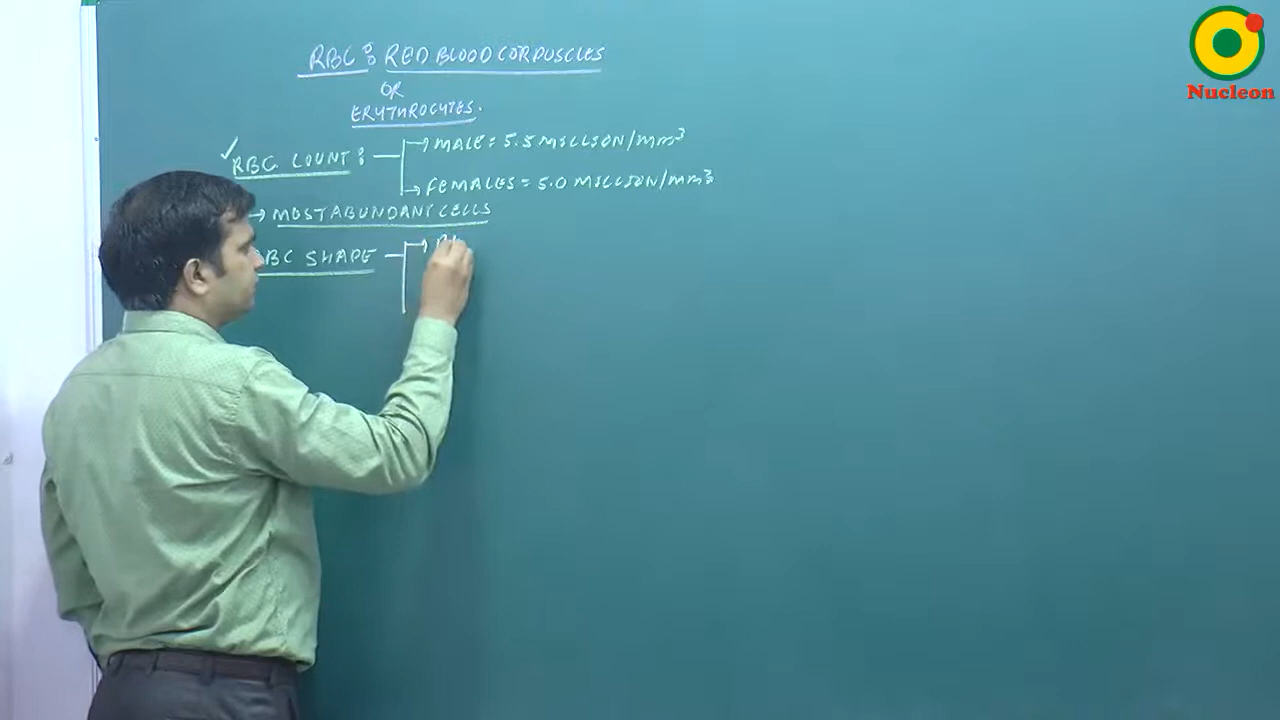 RBC : RED BLOOD CORPUSCLES
OR
ERYTHROCYTES.
✓RBC COUNT : → MALE = 5.5 MILLION/mm³
→ FEMALES = 5.0 MILLION/mm³
→ MOST ABUNDANT CELLS
RBC SHAPE →
Nucleon